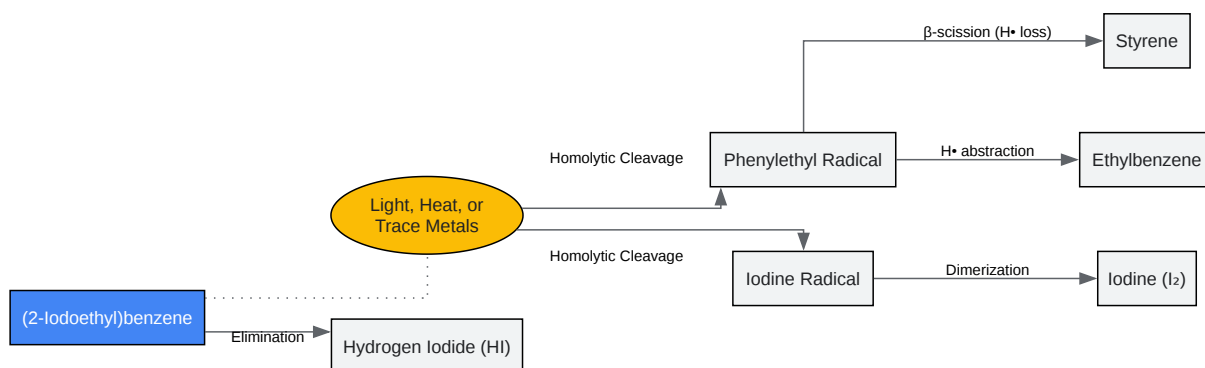 β-scission (H• loss)
Styrene
Homolytic Cleavage
Phenylethyl Radical
H• abstraction
Ethylbenzene
Light, Heat, or
Trace Metals
Homolytic Cleavage
Iodine Radical
Dimerization
Iodine (I₂)
(2-Iodoethyl)benzene
Elimination
Hydrogen Iodide (HI)